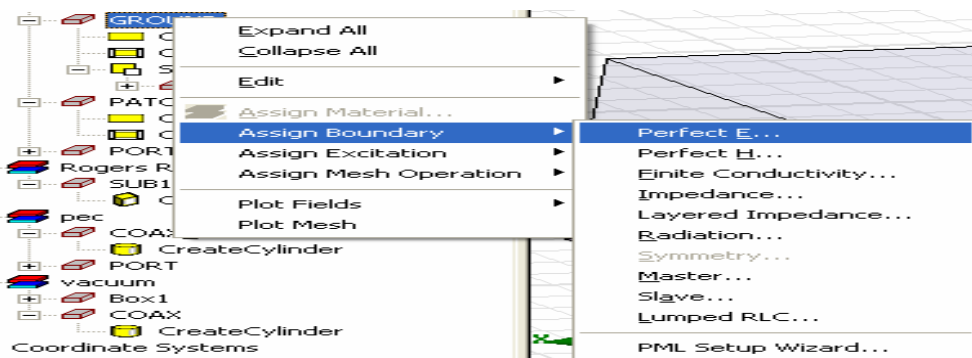 GROUND
Expand All
Collapse All
Edit
PATC
Assign Material...
Assign Boundary
PORT
Assign Excitation
Rogers R
Assign Mesh Operation
SUB1
Plot Fields
pec
Plot Mesh
COAX
CreateCylinder
PORT
vacuum
Box1
COAX
CreateCylinder
Coordinate Systems
Perfect E...
Perfect H...
Finite Conductivity...
Impedance...
Layered Impedance...
Radiation...
Symmetry...
Master...
Slave...
Lumped RLC...
PML Setup Wizard...
X